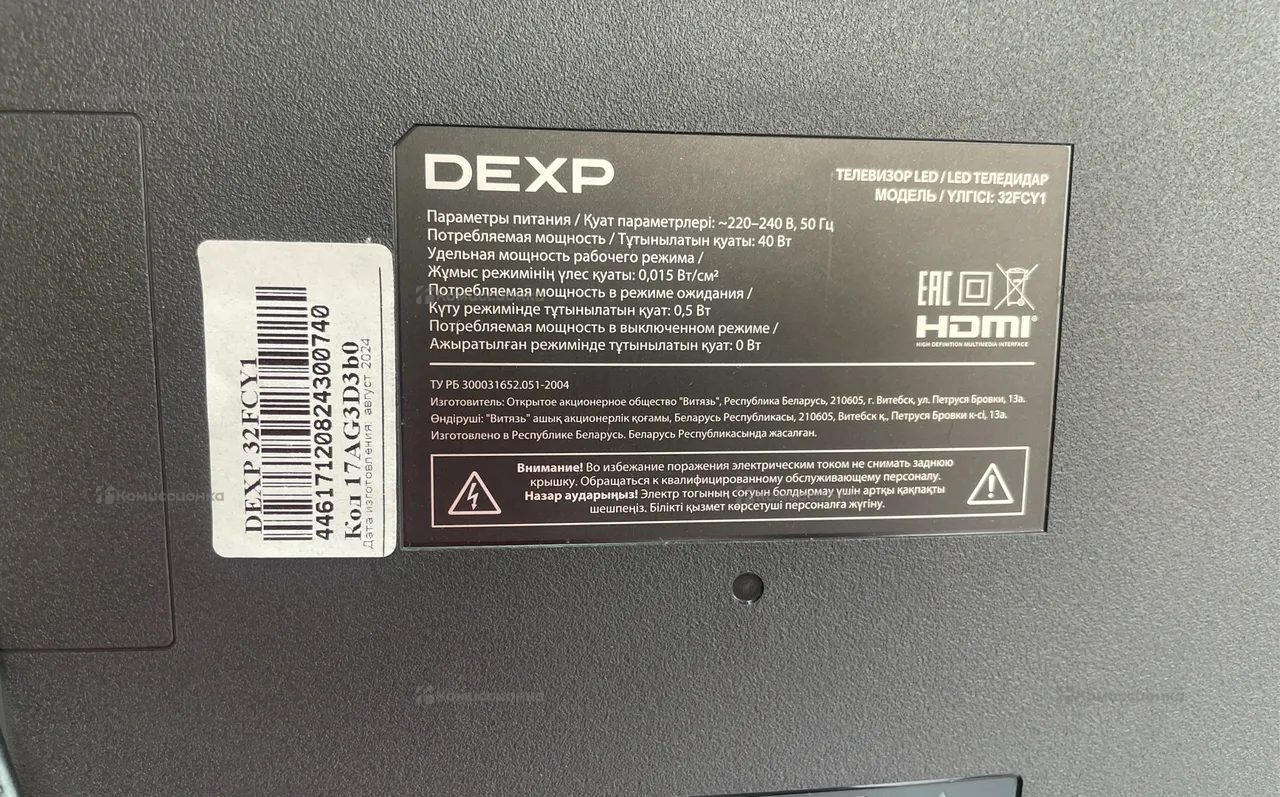 DEXP
ТЕЛЕВИЗОР LED / LED ТЕЛЕДИДАР
МОДЕЛЬ / ҮЛГІСІ: 32FCY1
Параметры питания / Қуат параметрлері: ~220–240 В, 50 Гц
Потребляемая мощность / Тұтынылатын қуаты: 40 Вт
Удельная мощность рабочего режима /
Жұмыс режимінің үлес қуаты: 0,015 Вт/см²
Потребляемая мощность в режиме ожидания /
Күту режимінде тұтынылатын қуат: 0,5 Вт
Потребляемая мощность в выключенном режиме /
Ажыратылған режимінде тұтынылатын қуат: 0 Вт
EAC
HDMI
HIGH-DEFINITION MULTIMEDIA INTERFACE
ТУ РБ 300031652.051-2004
Изготовитель: Открытое акционерное общество "Витязь", Республика Беларусь, 210605, г. Витебск, ул. Петруся Бровки, 13а.
Өндіруші: "Витязь" ашық акционерлік қоғамы, Беларусь Республикасы, 210605, Витебск қ., Петруся Бровки к-сі, 13а.
Изготовлено в Республике Беларусь. Беларусь Республикасында жасалған.
Внимание! Во избежание поражения электрическим током не снимать заднюю
крышку. Обращаться к квалифицированному обслуживающему персоналу.
Назар аударыңыз! Электр тогының соғуын болдырмау үшін артқы қақпақты
шешпеңіз. Білікті қызмет көрсетуші персоналға жүгіну.
DEXP 32FCY1
44617120824300740
Код 17AG3D3b0
Дата изготовления: август 2024
Комиссионка
Комиссионка
Комиссионка
Комиссионка